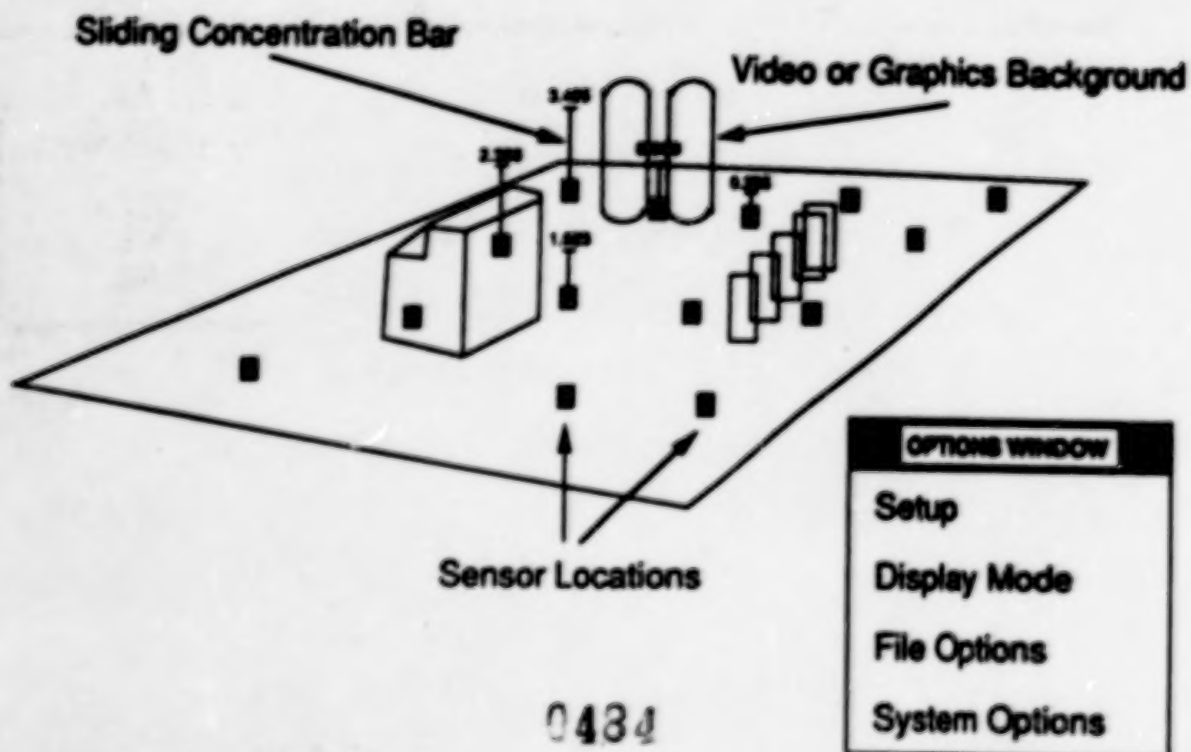 Sliding Concentration Bar
Video or Graphics Background
Sensor Locations
OPTIONS WINDOW
Setup
Display Mode
File Options
System Options
0484